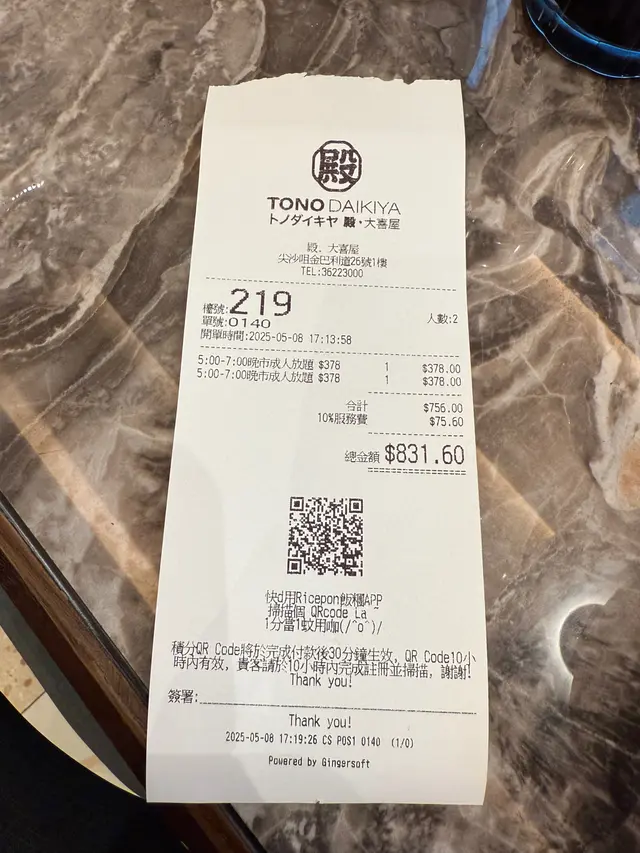 殿
TONO DAIKIYA
トノダイキヤ 殿・大喜屋
殿．大喜屋
尖沙咀金巴利道26號1樓
TEL:36223000
檯號:219 人數:2
單號:0140
開單時間:2025-05-08 17:13:58
5:00-7:00晚市成人放題 $378 1 $378.00
5:00-7:00晚市成人放題 $378 1 $378.00
合計 $756.00
10%服務費 $75.60
總金額 $831.60
快d用Ricepon飯糰APP
掃描個 QRcode La ~
1分當1蚊用咖(/^o^)/
積分QR Code將於完成付款後30分鐘生效, QR Code10小
時內有效, 貴客請於10小時內完成註冊並掃描, 謝謝!
Thank you!
簽署:
Thank you!
2025-05-08 17:19:26 CS POS1 0140 (1/0)
Powered by Gingersoft